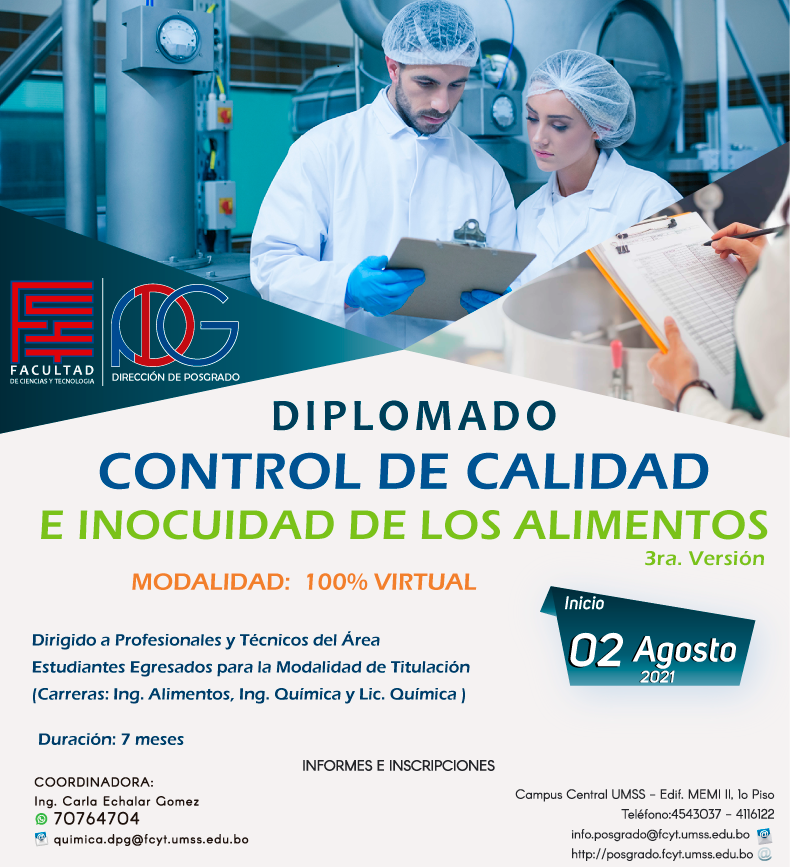 FACULTAD
DE CIENCIAS Y TECNOLOGIA
DIRECCIÓN DE POSGRADO
DIPLOMADO
CONTROL DE CALIDAD
E INOCUIDAD DE LOS ALIMENTOS
3ra. Versión
MODALIDAD: 100% VIRTUAL
Inicio
02 Agosto
2021
Dirigido a Profesionales y Técnicos del Área
Estudiantes Egresados para la Modalidad de Titulación
(Carreras: Ing. Alimentos, Ing. Química y Lic. Química )
Duración: 7 meses
INFORMES E INSCRIPCIONES
COORDINADORA:
Ing. Carla Echalar Gomez
70764704
quimica.dpg@fcyt.umss.edu.bo
Campus Central UMSS - Edif. MEMI II, 1o Piso
Teléfono:4543037 - 4116122
info.posgrado@fcyt.umss.edu.bo
http://posgrado.fcyt.umss.edu.bo